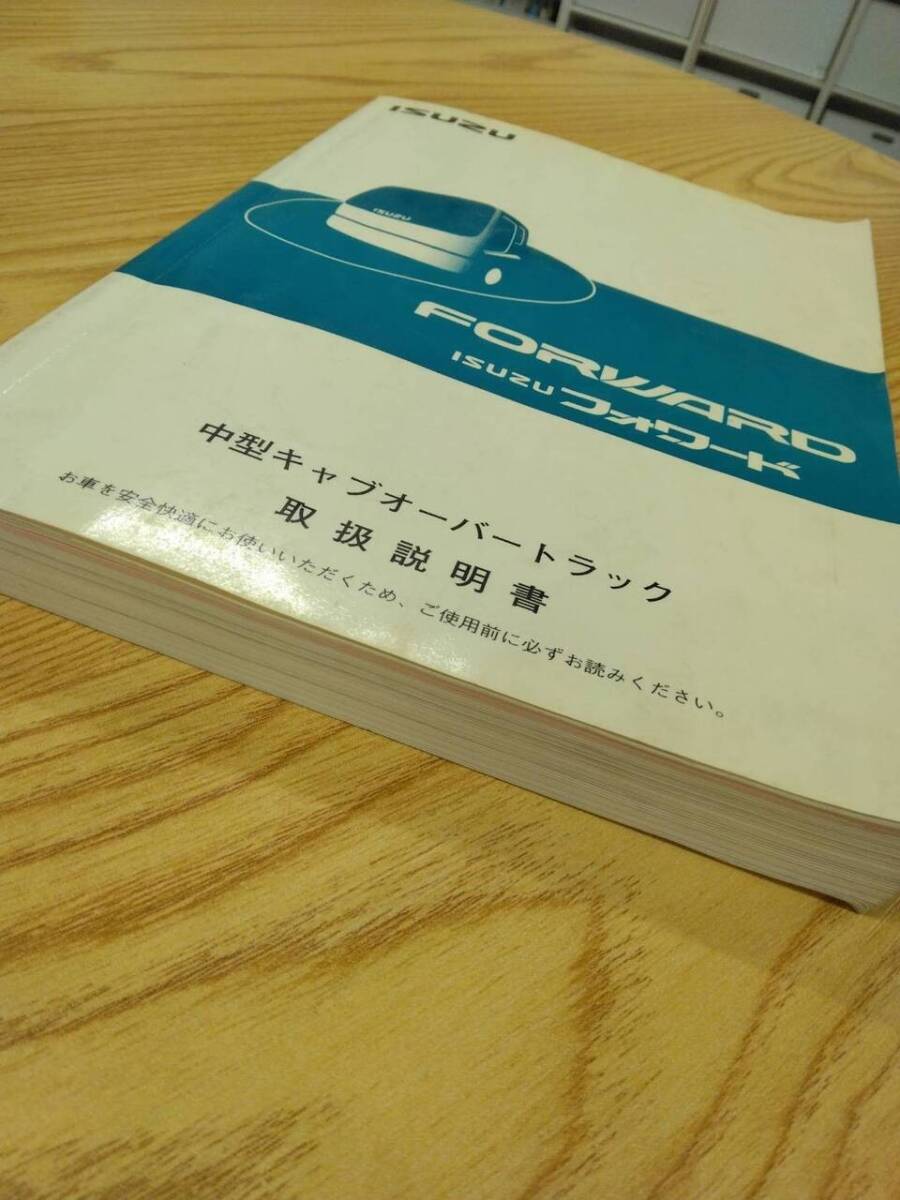 ISUZU
ISUZU
FORWARD
ISUZU フォワード
中型キャブオーバートラック
取扱説明書
お車を安全快適にお使いいただくため、ご使用前に必ずお読みください。